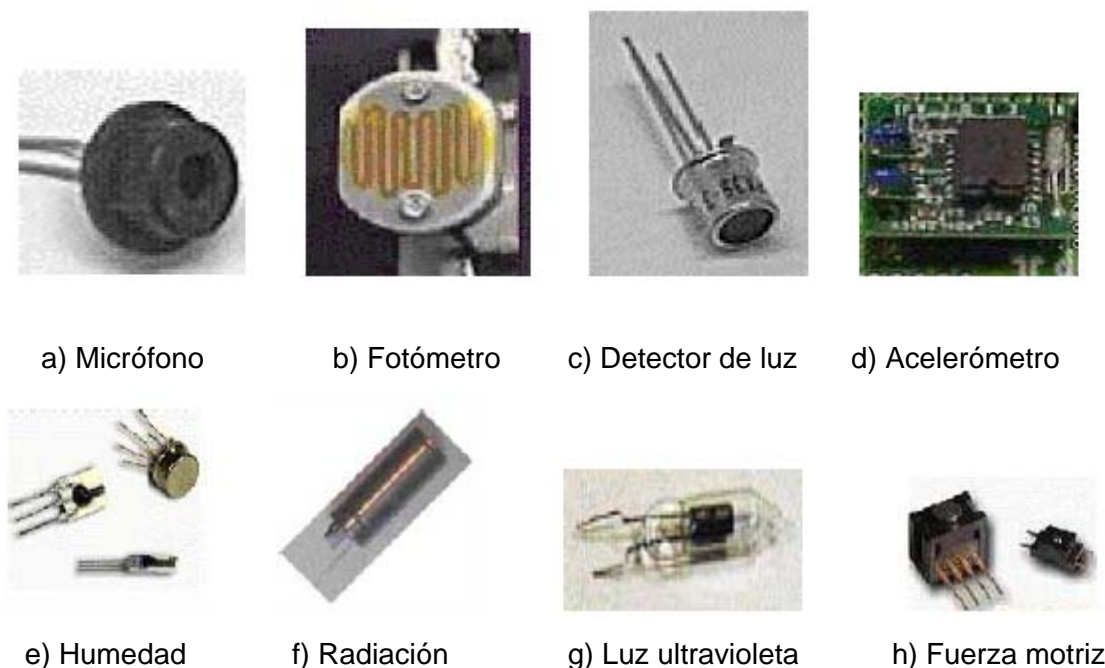 a) Micrófono b) Fotómetro c) Detector de luz d) Acelerómetro
e) Humedad f) Radiación g) Luz ultravioleta h) Fuerza motriz